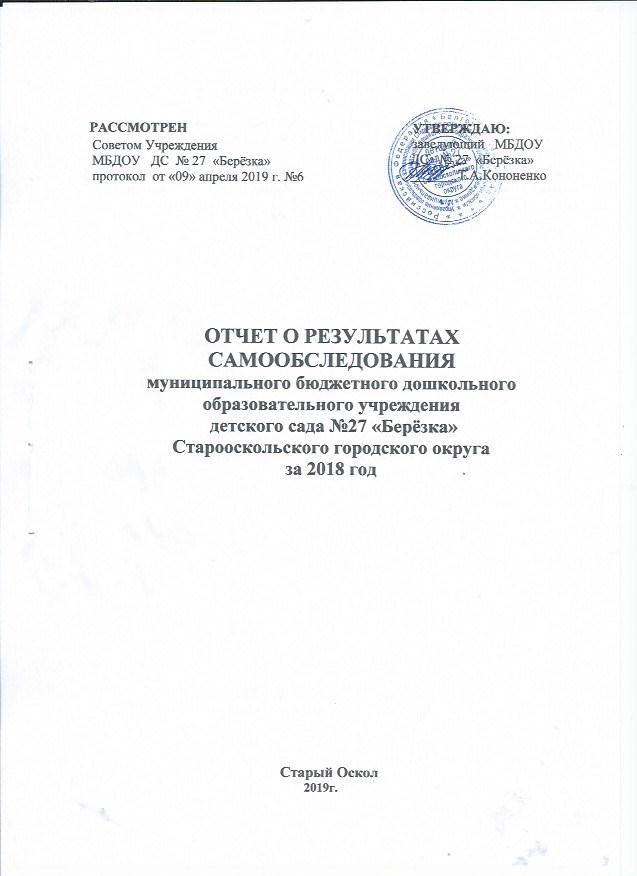 РАССМОТРЕН
Советом Учреждения
МБДОУ ДС № 27 «Берёзка»
протокол от «09» апреля 2019 г. №6
УТВЕРЖДАЮ:
заведующий МБДОУ
ДС № 27 «Берёзка»
А.Кононенко
ОТЧЕТ О РЕЗУЛЬТАТАХ
САМООБСЛЕДОВАНИЯ
муниципального бюджетного дошкольного
образовательного учреждения
детского сада №27 «Берёзка»
Старооскольского городского округа
за 2018 год
Старый Оскол
2019г.